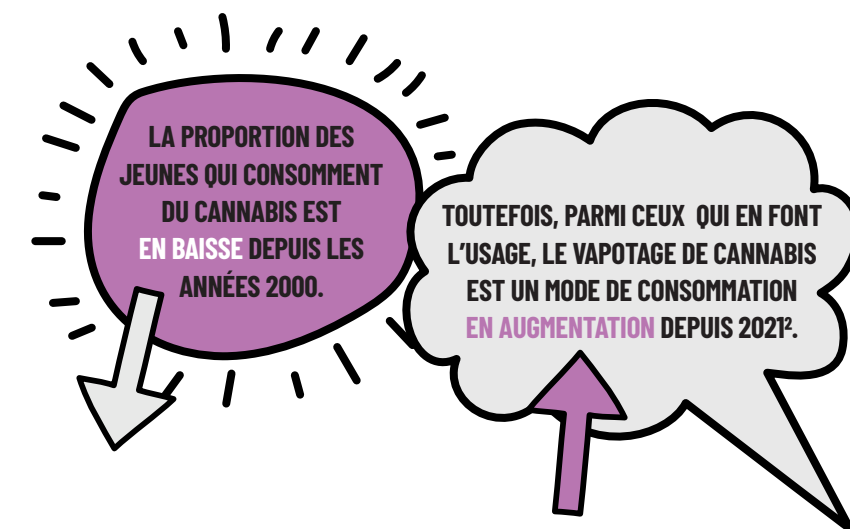 LA PROPORTION DES
JEUNES QUI CONSOMMENT
DU CANNABIS EST
EN BAISSE DEPUIS LES
ANNÉES 2000.
TOUTEFOIS, PARMI CEUX QUI EN FONT
L'USAGE, LE VAPOTAGE DE CANNABIS
EST UN MODE DE CONSOMMATION
EN AUGMENTATION DEPUIS 2021².